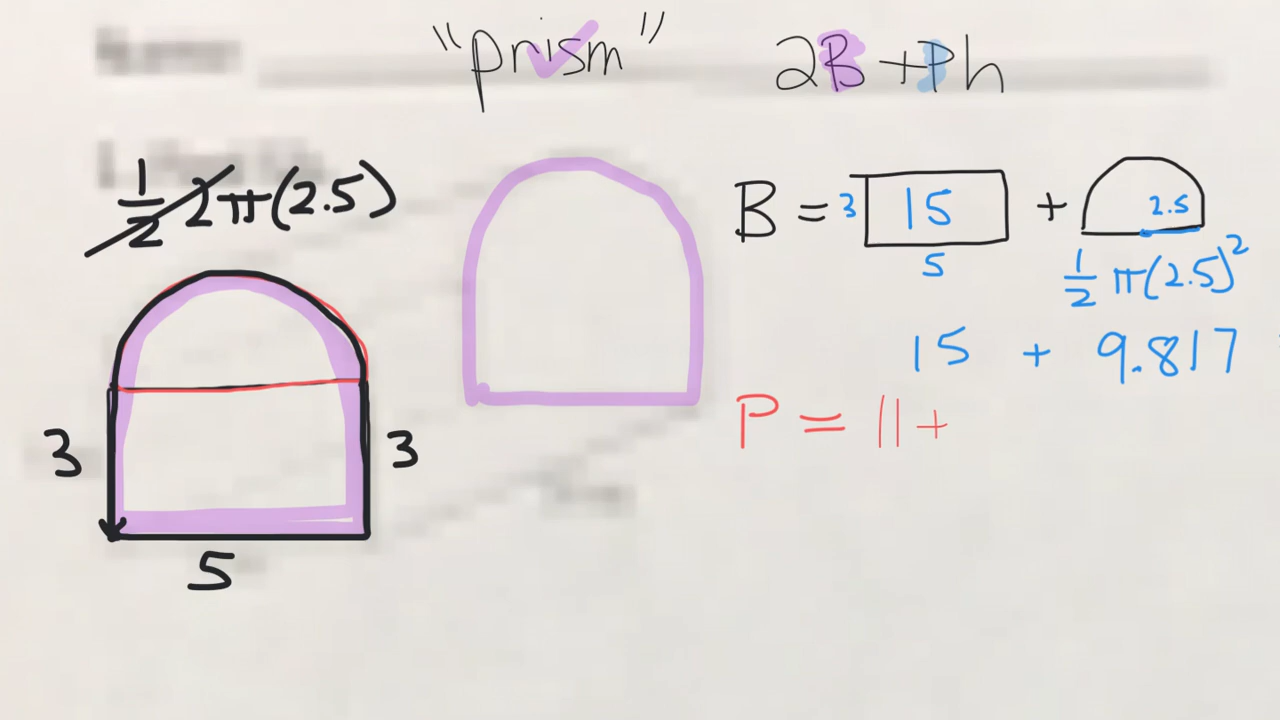 "prism" 2B + Ph
1/2 2π(2.5)
B = 3 15 + 2.5
5 1/2 π(2.5)²
15 + 9.817
P = 11 +
3 3
5